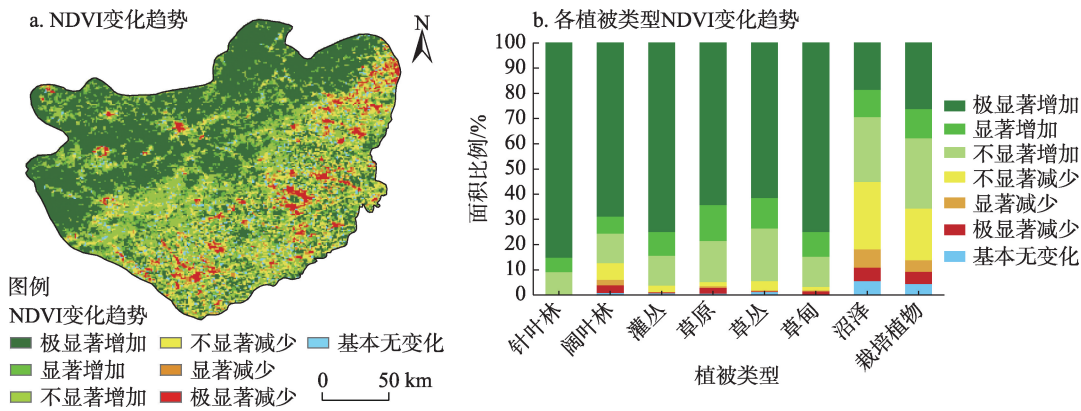 a. NDVI变化趋势
N
图例
NDVI变化趋势
极显著增加
不显著减少
基本无变化
显著增加
显著减少
不显著增加
极显著减少
0 50 km
b. 各植被类型NDVI变化趋势
面积比例/%
100
90
80
70
60
50
40
30
20
10
0
针叶林
阔叶林
灌丛
草原
草丛
草甸
沼泽
栽培植物
植被类型
极显著增加
显著增加
不显著增加
不显著减少
显著减少
极显著减少
基本无变化